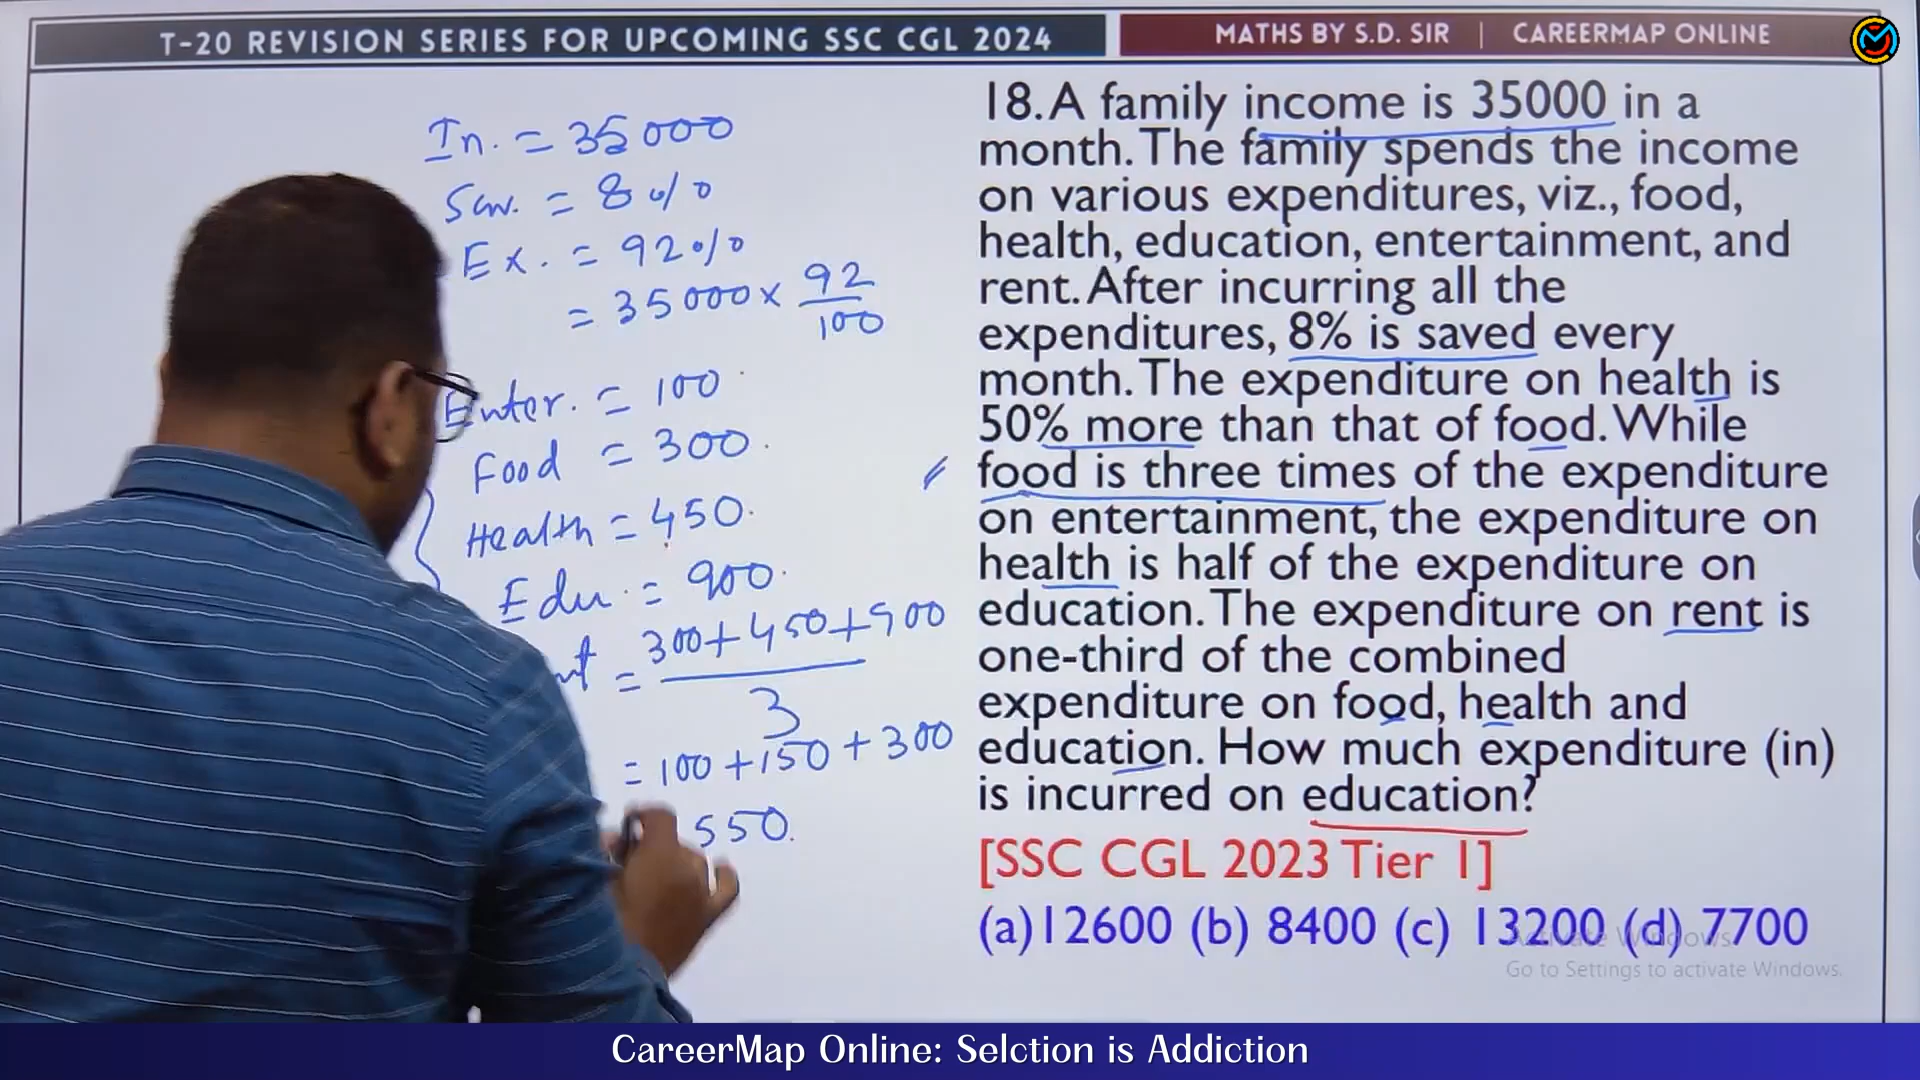 T-20 REVISION SERIES FOR UPCOMING SSC CGL 2024
MATHS BY S.D. SIR | CAREERMAP ONLINE
In. = 35000
Sav. = 8%
Ex. = 92%
= 35000 × 92/100
Enter. = 100
Food = 300
Health = 450
Edu. = 900
= 300+450+900
3
= 100+150+300
550
18. A family income is 35000 in a
month. The family spends the income
on various expenditures, viz., food,
health, education, entertainment, and
rent. After incurring all the
expenditures, 8% is saved every
month. The expenditure on health is
50% more than that of food. While
food is three times of the expenditure
on entertainment, the expenditure on
health is half of the expenditure on
education. The expenditure on rent is
one-third of the combined
expenditure on food, health and
education. How much expenditure (in)
is incurred on education?
[SSC CGL 2023 Tier 1]
(a)12600 (b) 8400 (c) 13200 (d) 7700
Activate Windows
Go to Settings to activate Windows.
CareerMap Online: Selction is Addiction